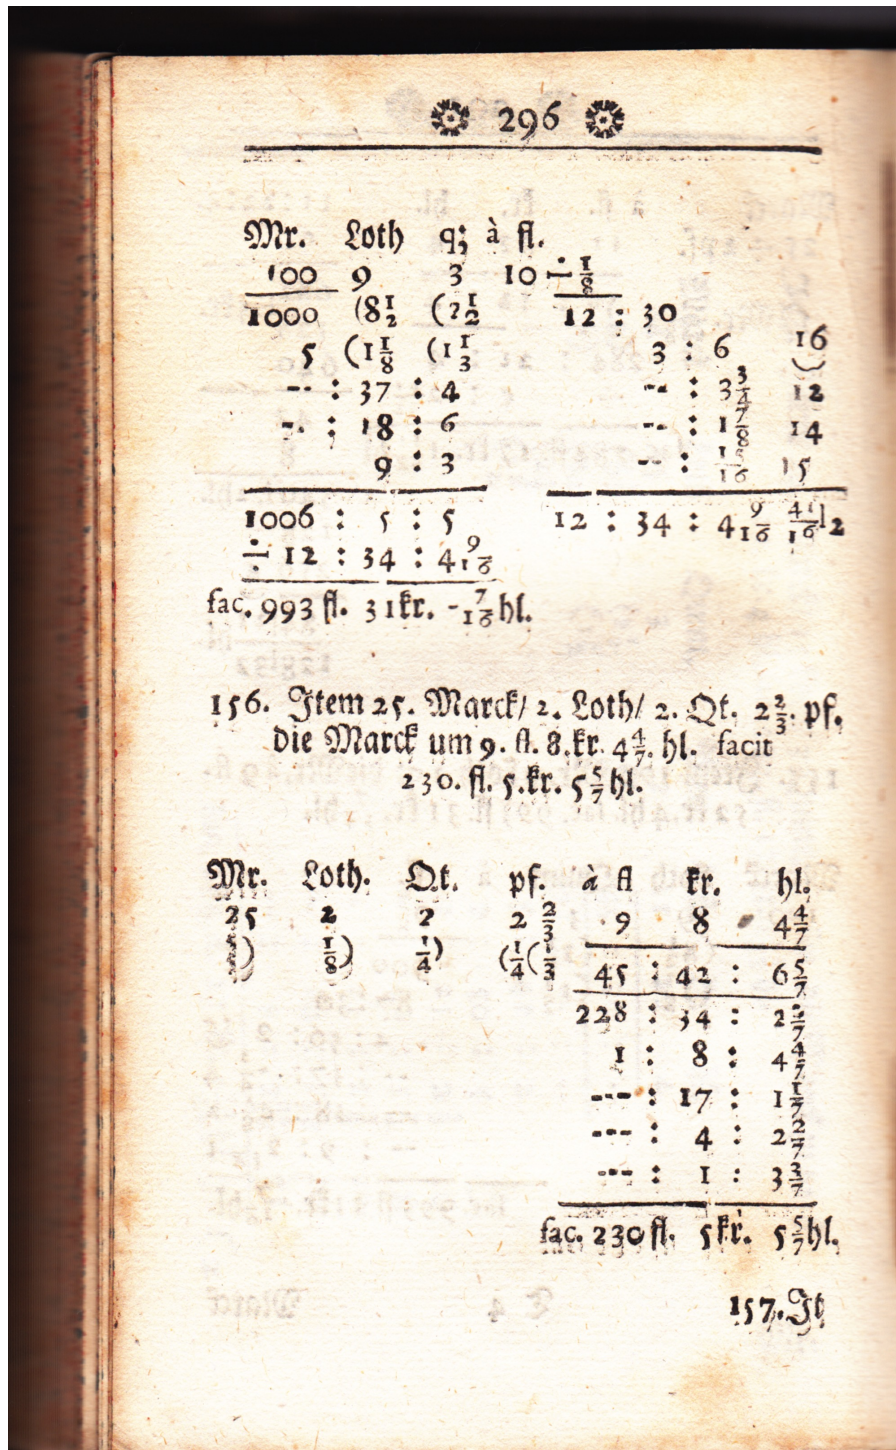 296
Mr. Loth q; à fl.
100 9 3 10 ÷ 1/8
1000 (8 1/2 (2 1/2 12 : 30
5 (1 1/8 (1 1/3 3 : 6 16
-- : 37 : 4 -- : 3 3/4 12
-- : 18 : 6 -- : 1 7/8 14
9 : 3 -- : 15/16 15
1006 : 5 : 5 12 : 34 : 4 9/16 41/16|2
÷ 12 : 34 : 4 9/16
fac. 993 fl. 31kr. - 7/16 hl.
156. Item 25. Marck/ 2. Loth/ 2. Qt. 2 2/3. pf.
die Marck um 9. fl. 8.kr. 4 4/7. hl. facit
230. fl. 5.kr. 5 5/7 hl.
Mr. Loth. Qt. pf. à fl kr. hl.
25 2 2 2 2/3 9 8 4 4/7
1/8) 1/4) (1/4(1/3 45 : 42 : 6 5/7
228 : 34 : 2
1 : 8 : 4 4/7
--- : 17 : 1 1/7
--- : 4 : 2 2/7
--- : 1 : 3 3/7
fac. 230 fl. 5kr. 5 5/7 hl.
157. It